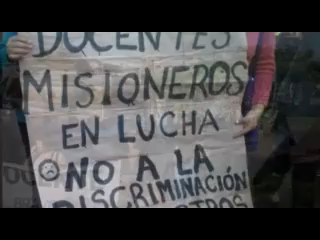 DOCENTES
MISIONEROS
EN LUCHA
NO A LA
DISCRIMINACIÓN